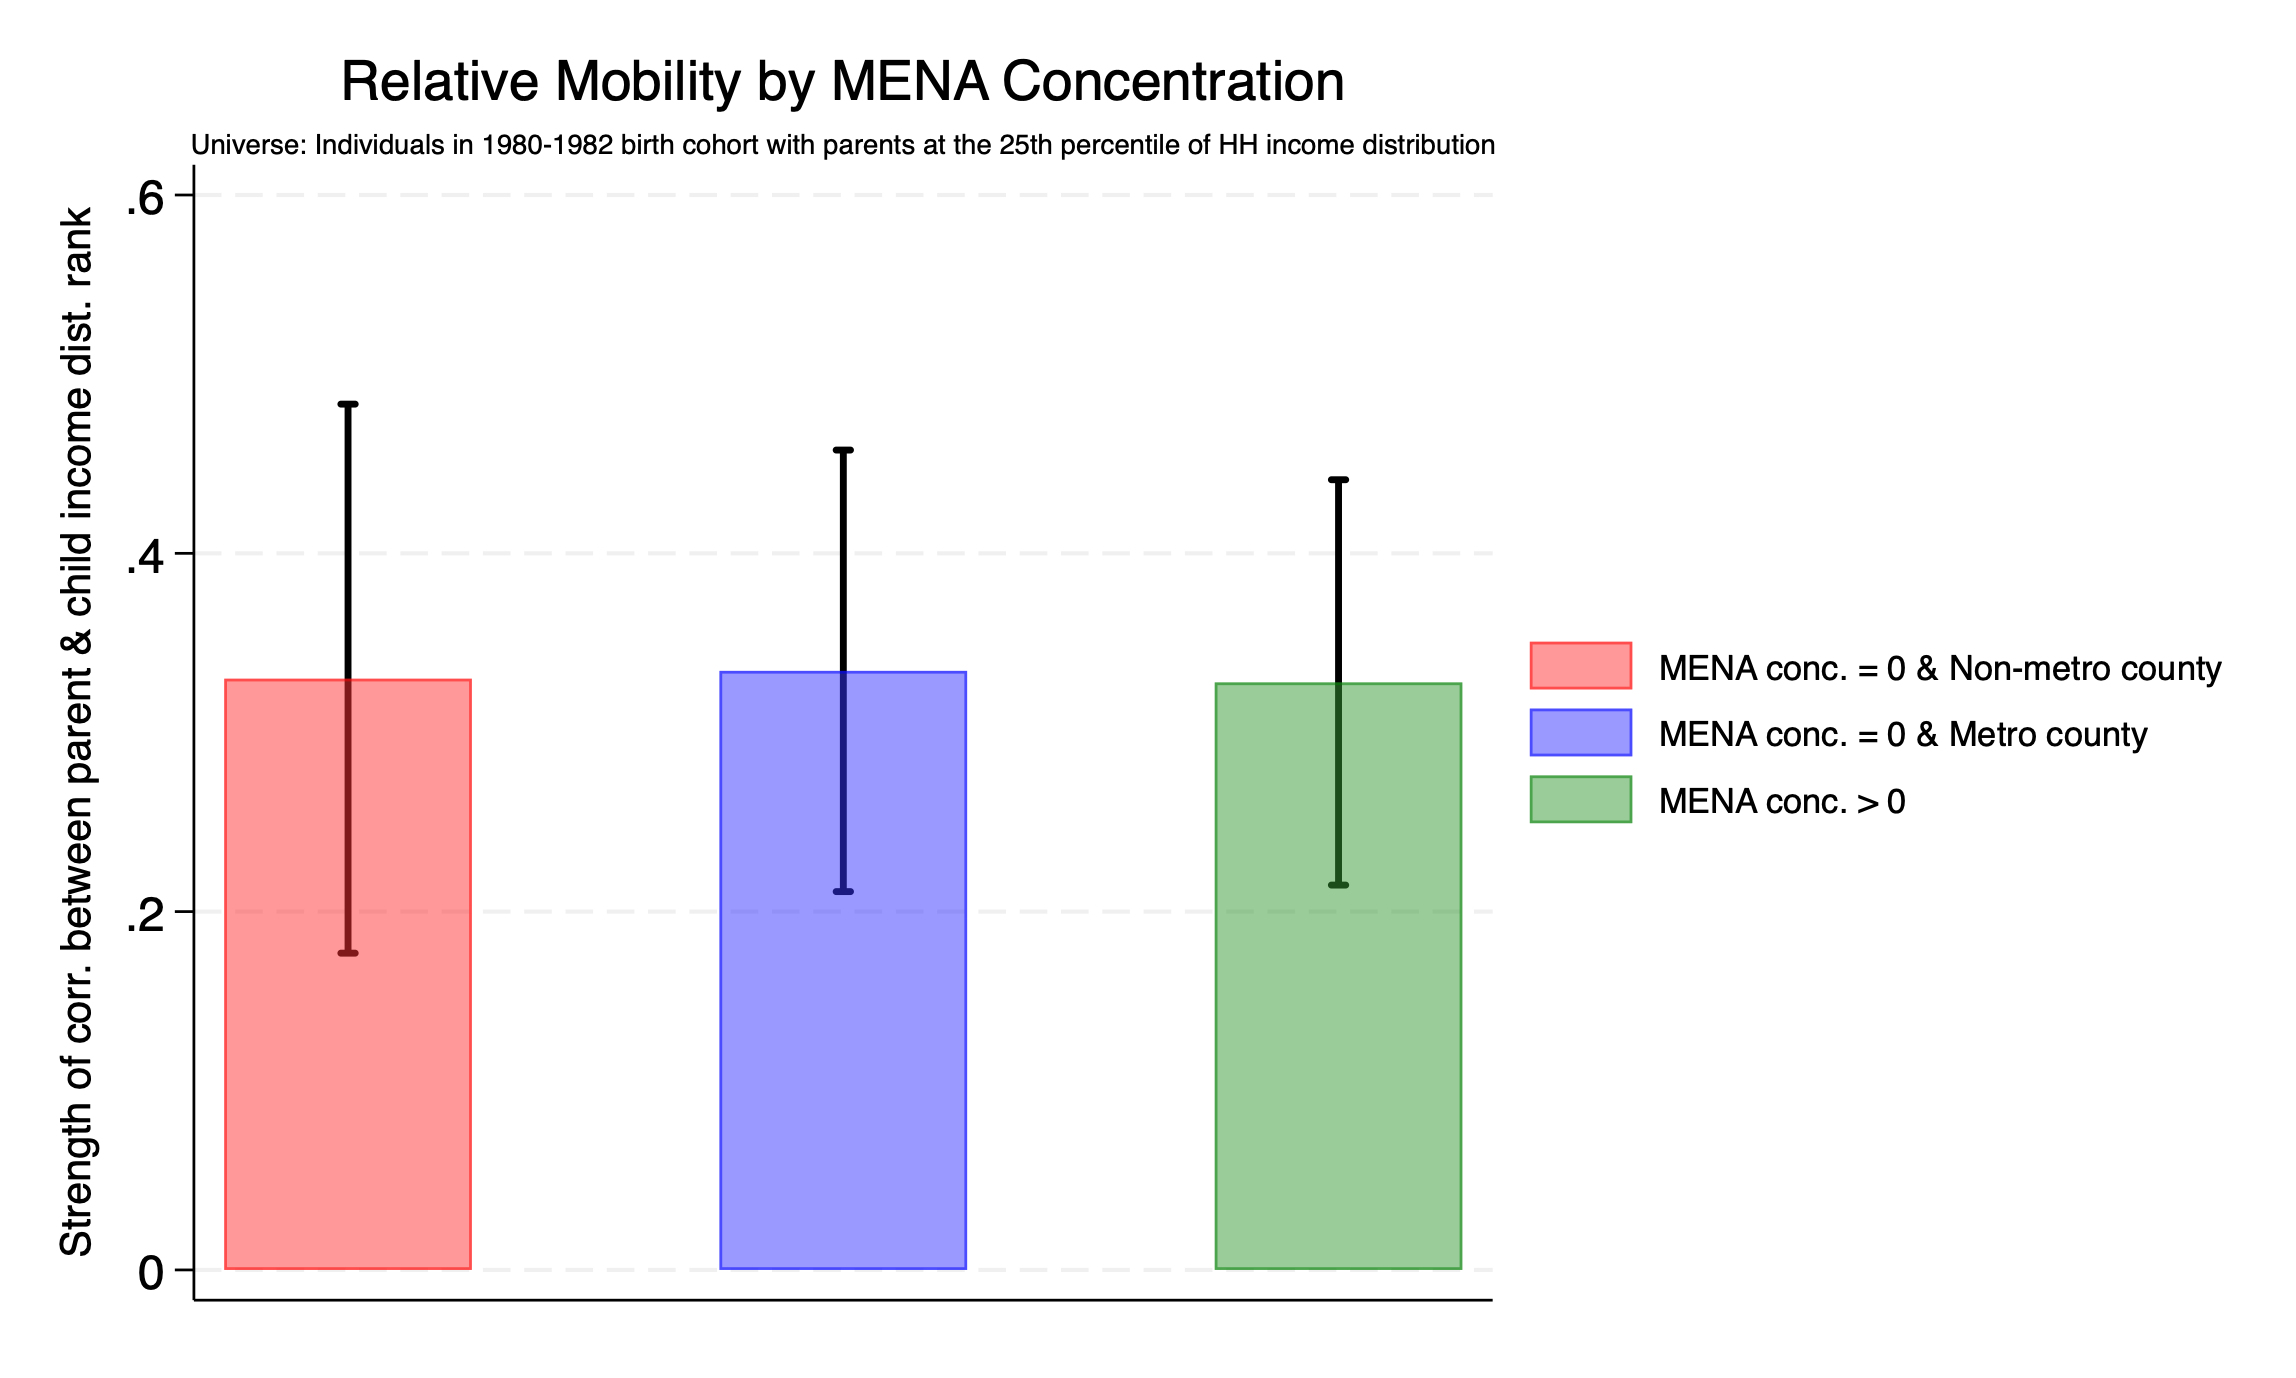 Relative Mobility by MENA Concentration
Universe: Individuals in 1980-1982 birth cohort with parents at the 25th percentile of HH income distribution
Strength of corr. between parent & child income dist. rank
.6
.4
.2
0
MENA conc. = 0 & Non-metro county
MENA conc. = 0 & Metro county
MENA conc. > 0